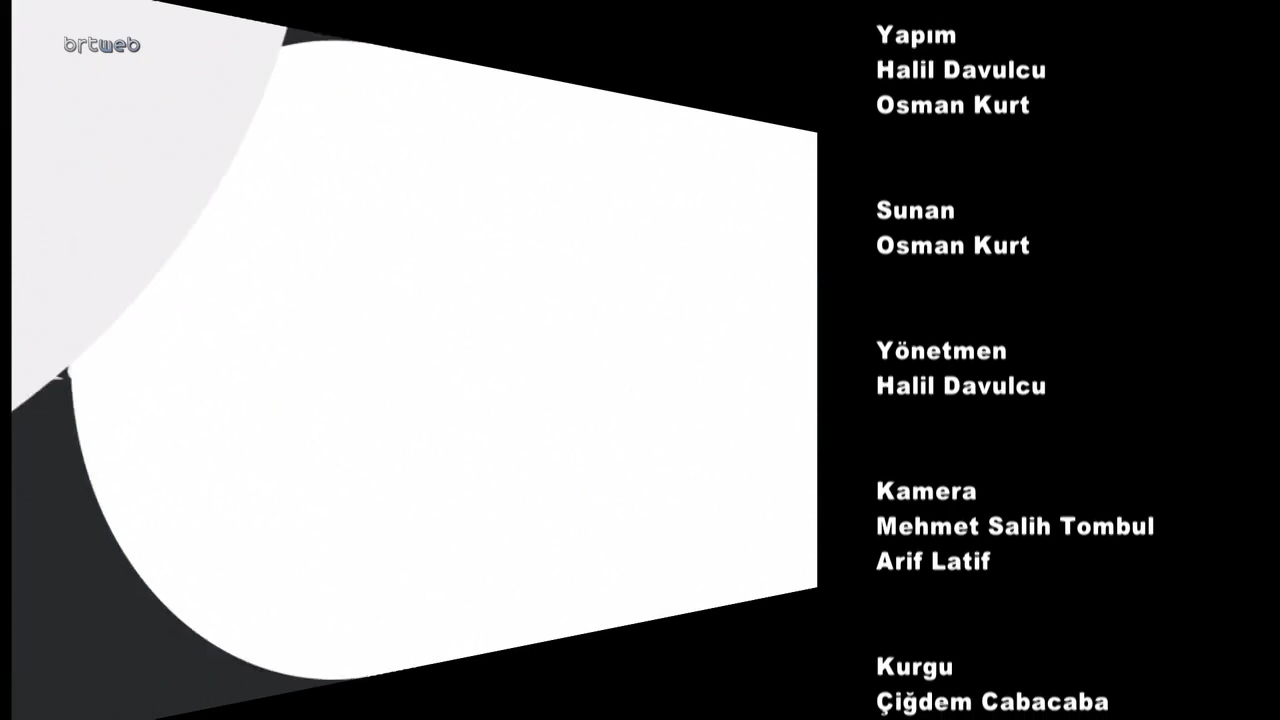 brtweb
Yapım
Halil Davulcu
Osman Kurt
Sunan
Osman Kurt
Yönetmen
Halil Davulcu
Kamera
Mehmet Salih Tombul
Arif Latif
Kurgu
Çiğdem Cabacaba